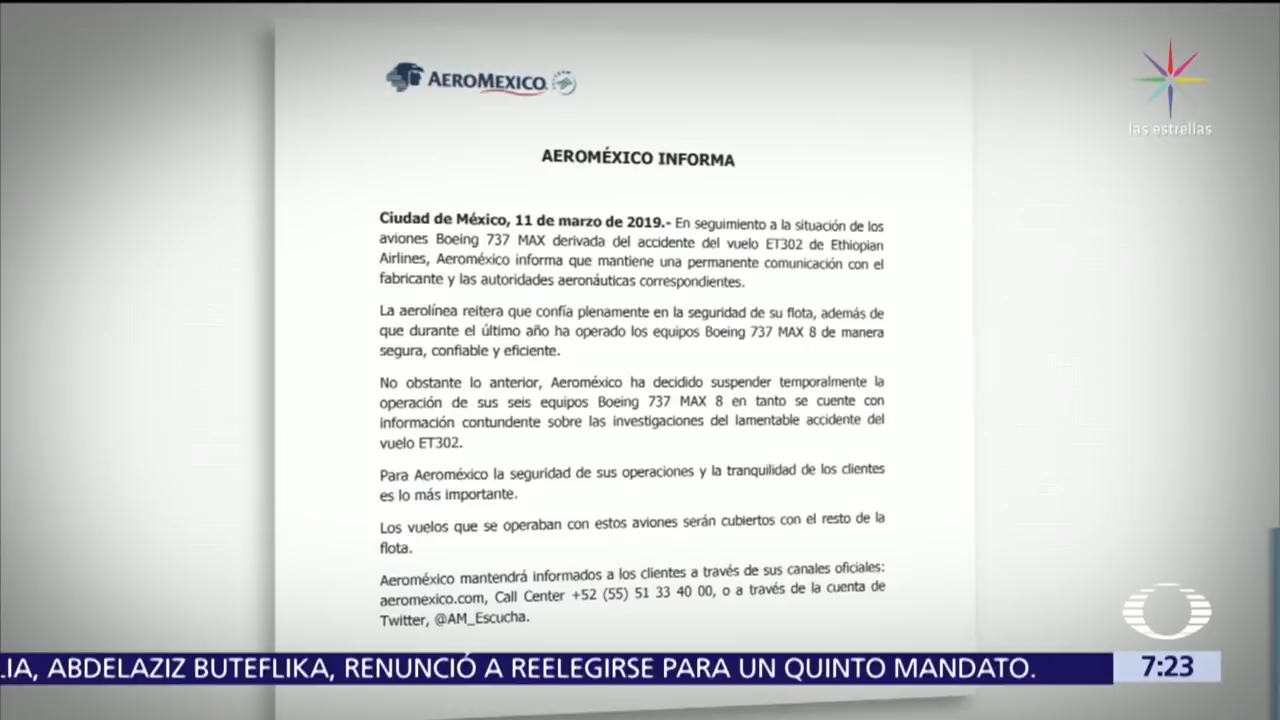 AEROMEXICO
las estrellas
AEROMÉXICO INFORMA
Ciudad de México, 11 de marzo de 2019.- En seguimiento a la situación de los
aviones Boeing 737 MAX derivada del accidente del vuelo ET302 de Ethiopian
Airlines, Aeroméxico informa que mantiene una permanente comunicación con el
fabricante y las autoridades aeronáuticas correspondientes.
La aerolínea reitera que confía plenamente en la seguridad de su flota, además de
que durante el último año ha operado los equipos Boeing 737 MAX 8 de manera
segura, confiable y eficiente.
No obstante lo anterior, Aeroméxico ha decidido suspender temporalmente la
operación de sus seis equipos Boeing 737 MAX 8 en tanto se cuente con
información contundente sobre las investigaciones del lamentable accidente del
vuelo ET302.
Para Aeroméxico la seguridad de sus operaciones y la tranquilidad de los clientes
es lo más importante.
Los vuelos que se operaban con estos aviones serán cubiertos con el resto de la
flota.
Aeroméxico mantendrá informados a los clientes a través de sus canales oficiales:
aeromexico.com, Call Center +52 (55) 51 33 40 00, o a través de la cuenta de
Twitter, @AM_Escucha.
LIA, ABDELAZIZ BUTEFLIKA, RENUNCIÓ A REELEGIRSE PARA UN QUINTO MANDATO.
7:23